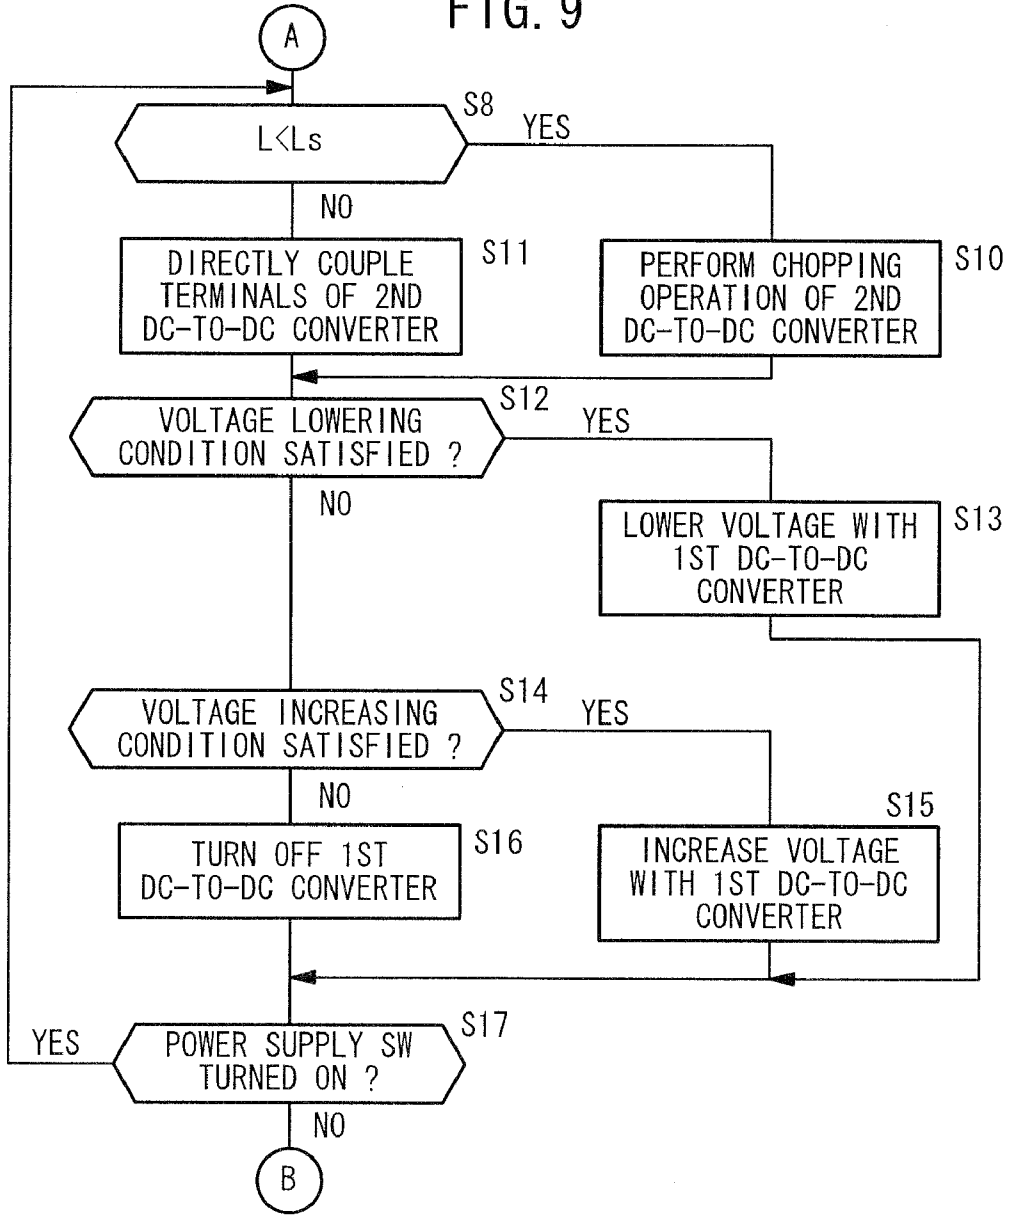 FIG. 9
A
S8
L<Ls
YES
NO
DIRECTLY COUPLE
TERMINALS OF 2ND
DC-TO-DC CONVERTER
S11
PERFORM CHOPPING
OPERATION OF 2ND
DC-TO-DC CONVERTER
S10
S12
VOLTAGE LOWERING
CONDITION SATISFIED ?
YES
NO
LOWER VOLTAGE WITH
1ST DC-TO-DC
CONVERTER
S13
S14
VOLTAGE INCREASING
CONDITION SATISFIED ?
YES
NO
S15
TURN OFF 1ST
DC-TO-DC CONVERTER
S16
INCREASE VOLTAGE
WITH 1ST DC-TO-DC
CONVERTER
S17
YES
POWER SUPPLY SW
TURNED ON ?
NO
B